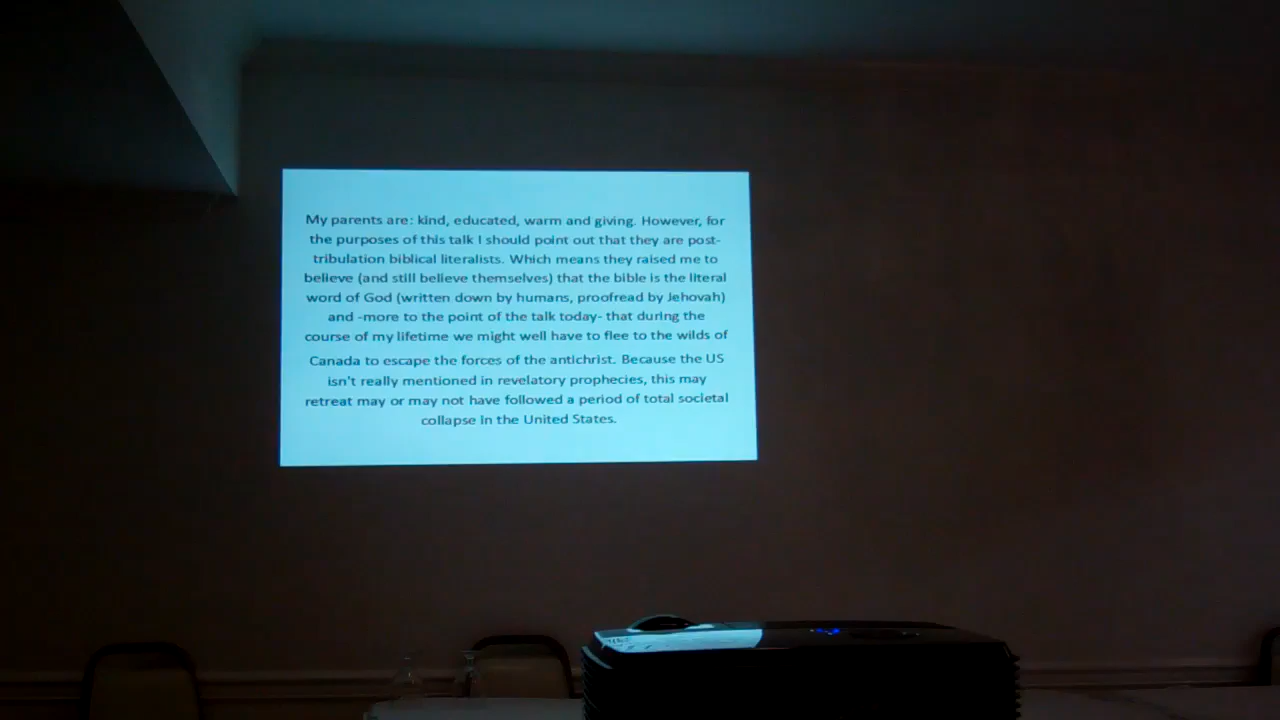 My parents are: kind, educated, warm and giving. However, for
the purposes of this talk I should point out that they are post-
tribulation biblical literalists. Which means they raised me to
believe (and still believe themselves) that the bible is the literal
word of God (written down by humans, proofread by Jehovah)
and -more to the point of the talk today- that during the
course of my lifetime we might well have to flee to the wilds of
Canada to escape the forces of the antichrist. Because the US
isn't really mentioned in revelatory prophecies, this may
retreat may or may not have followed a period of total societal
collapse in the United States.